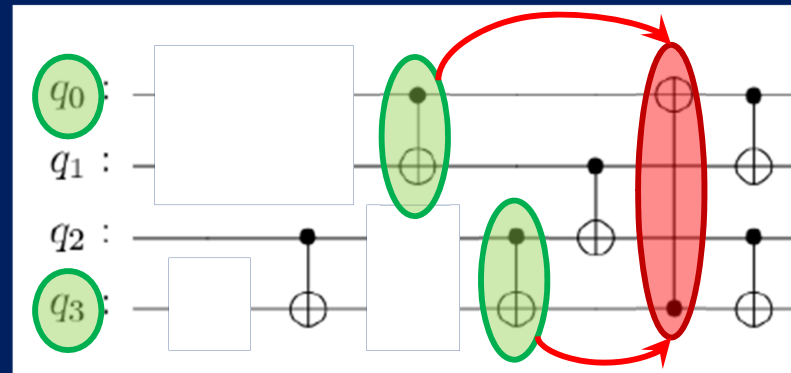 q₀ :
q₁ :
q₂ :
q₃ :